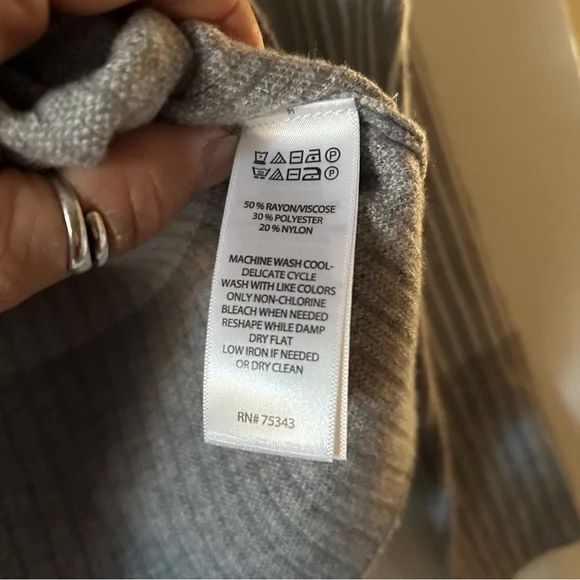 50 % RAYON/VISCOSE
30 % POLYESTER
20 % NYLON
MACHINE WASH COOL-
DELICATE CYCLE
WASH WITH LIKE COLORS
ONLY NON-CHLORINE
BLEACH WHEN NEEDED
RESHAPE WHILE DAMP
DRY FLAT
LOW IRON IF NEEDED
OR DRY CLEAN
RN# 75343